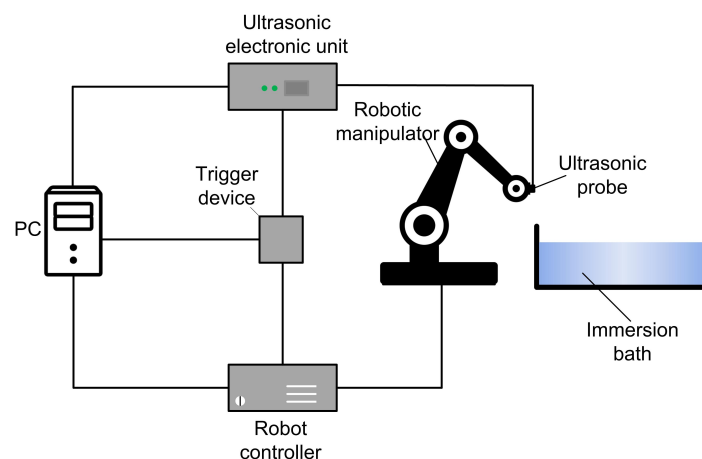 Ultrasonic
electronic unit
Robotic
manipulator
Ultrasonic
probe
Trigger
device
PC
Immersion
bath
Robot
controller